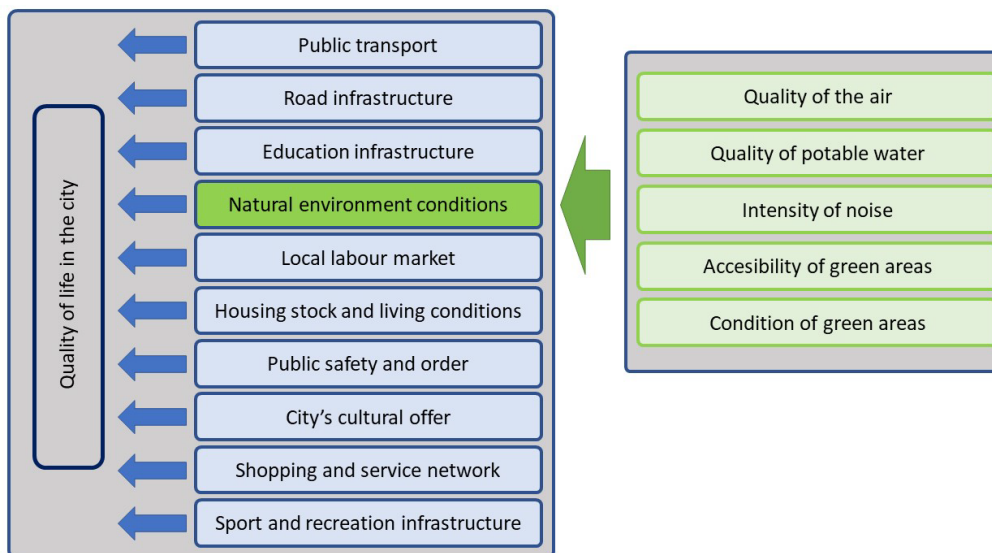 Quality of life in the city
Public transport
Road infrastructure
Education infrastructure
Natural environment conditions
Local labour market
Housing stock and living conditions
Public safety and order
City's cultural offer
Shopping and service network
Sport and recreation infrastructure
Quality of the air
Quality of potable water
Intensity of noise
Accesibility of green areas
Condition of green areas